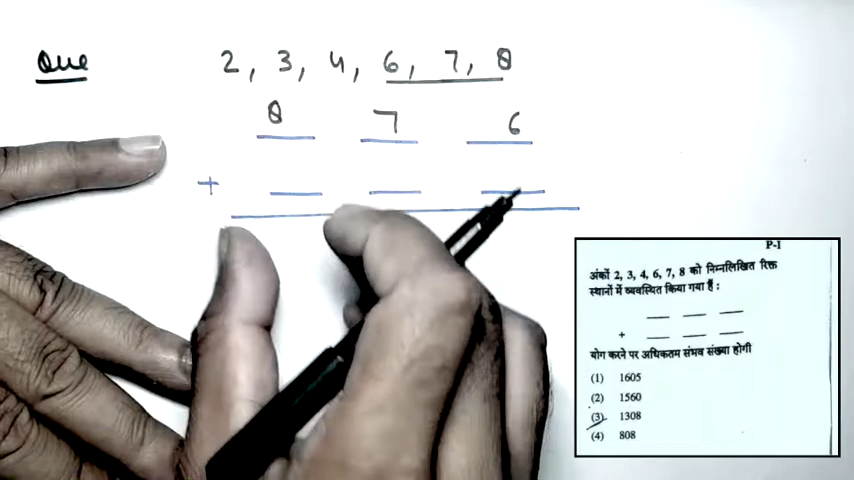 Que 2, 3, 4, 6, 7, 8
8 7 6
+
P-I
अंकों 2, 3, 4, 6, 7, 8 को निम्नलिखित रिक्त
स्थानों में व्यवस्थित किया गया हैं :
+
योग करने पर अधिकतम संभव संख्या होगी
(1) 1605
(2) 1560
(3) 1308
(4) 808